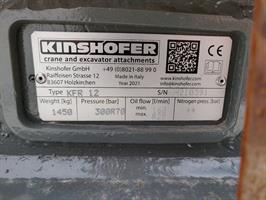 KINSHOFER
crane and excavator attachments
Kinshofer GmbH +49 (0)8021-88 99 0
Raiffeisen Strasse 12 Made in Italy
83607 Holzkirchen Year 2021
www.kinshofer.com
Type KFR 12 S/N
Weight [kg] Pressure [bar] Oil flow [l/min] Nitrogen press. [bar]
1450 300R70 min.
max.